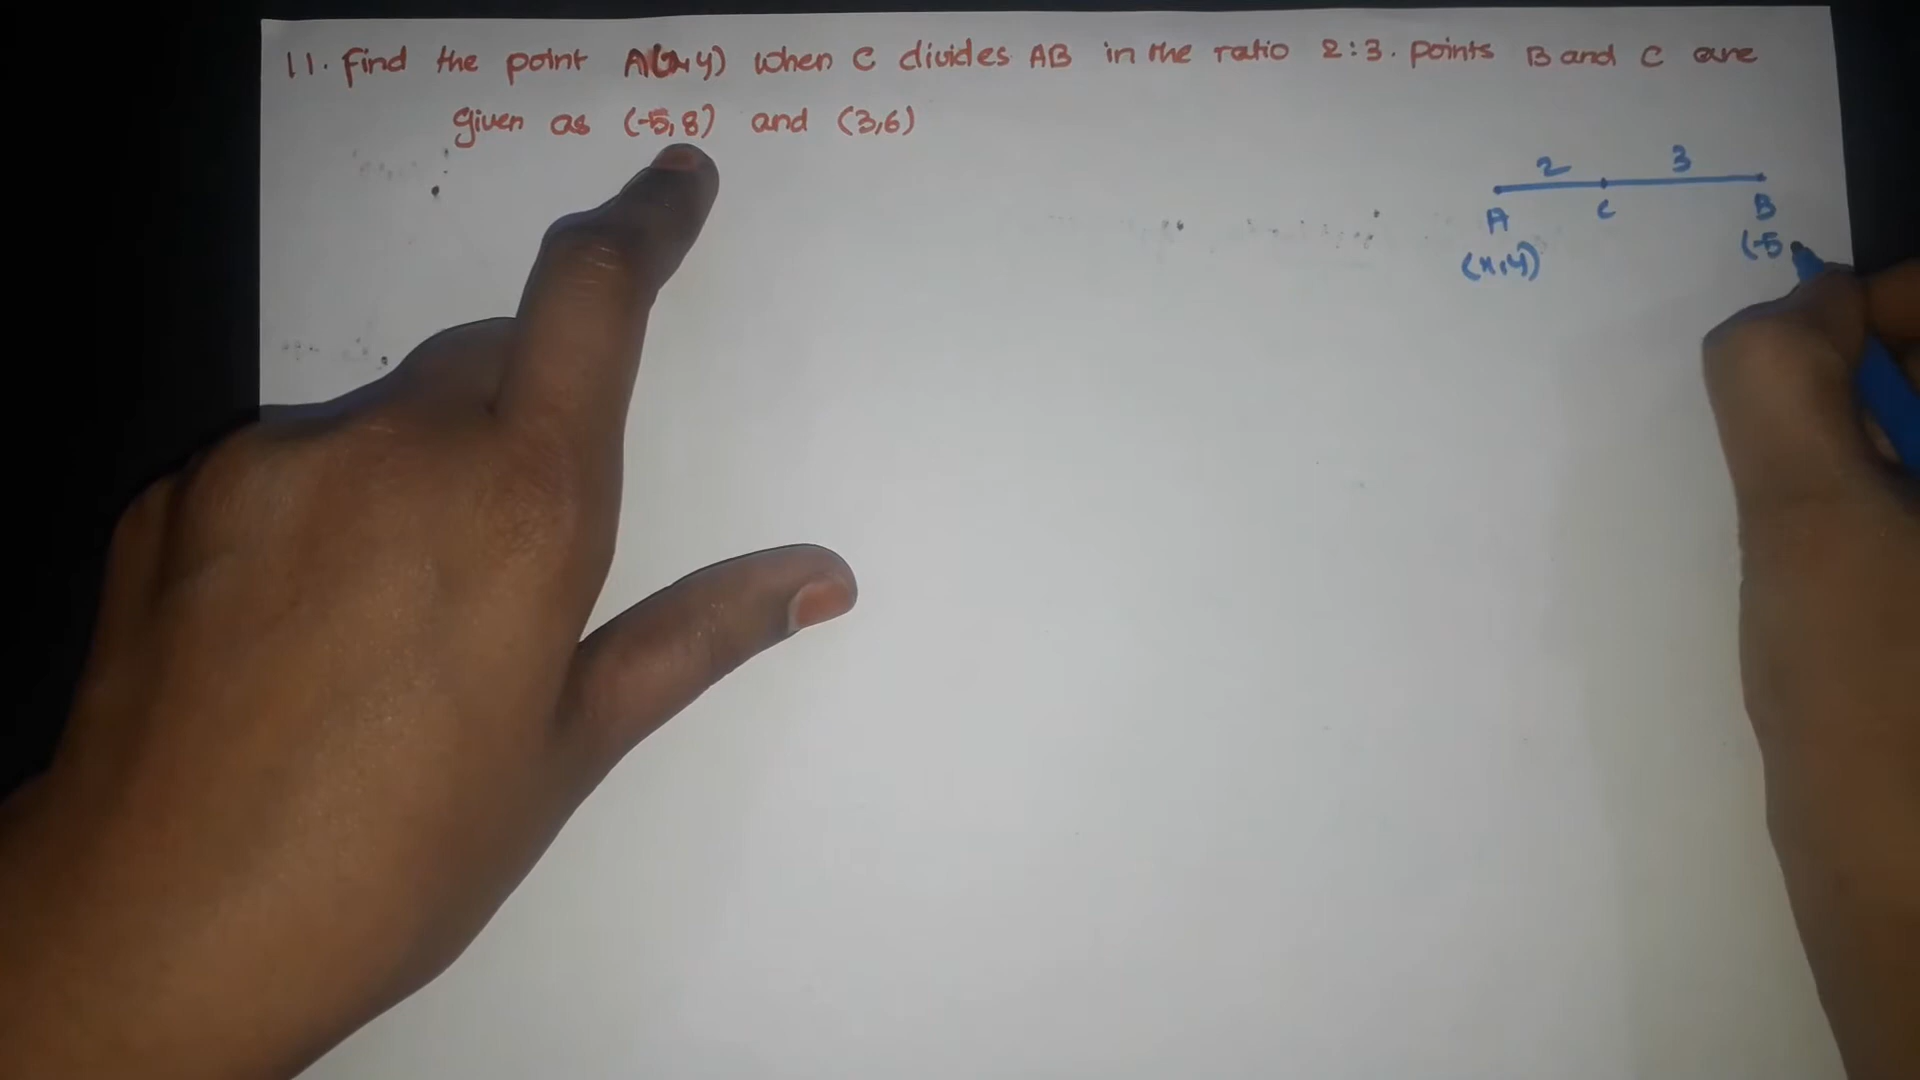 11. Find the point A(x,y) when C divides AB in the ratio 2:3. points B and C are
given as (-5,8) and (3,6)
2 3
A C B
(x,y) (-5